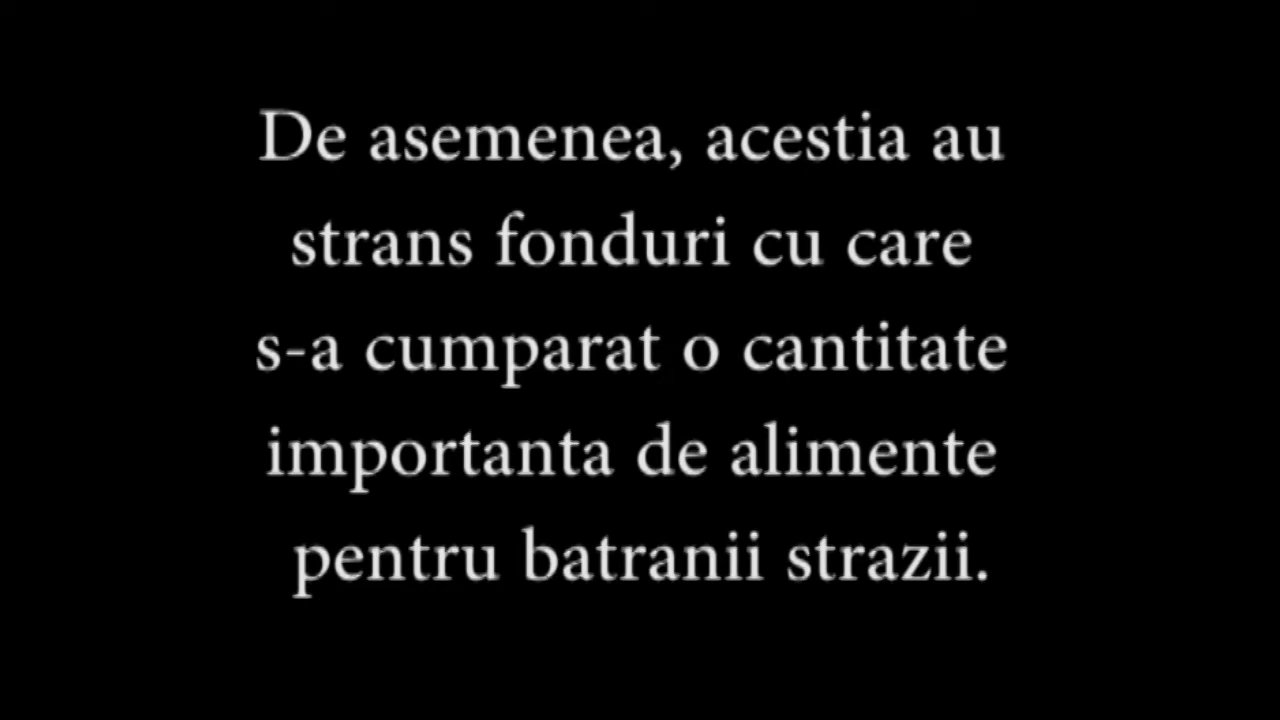 De asemenea, acestia au
strans fonduri cu care
s-a cumparat o cantitate
importanta de alimente
pentru batranii strazii.